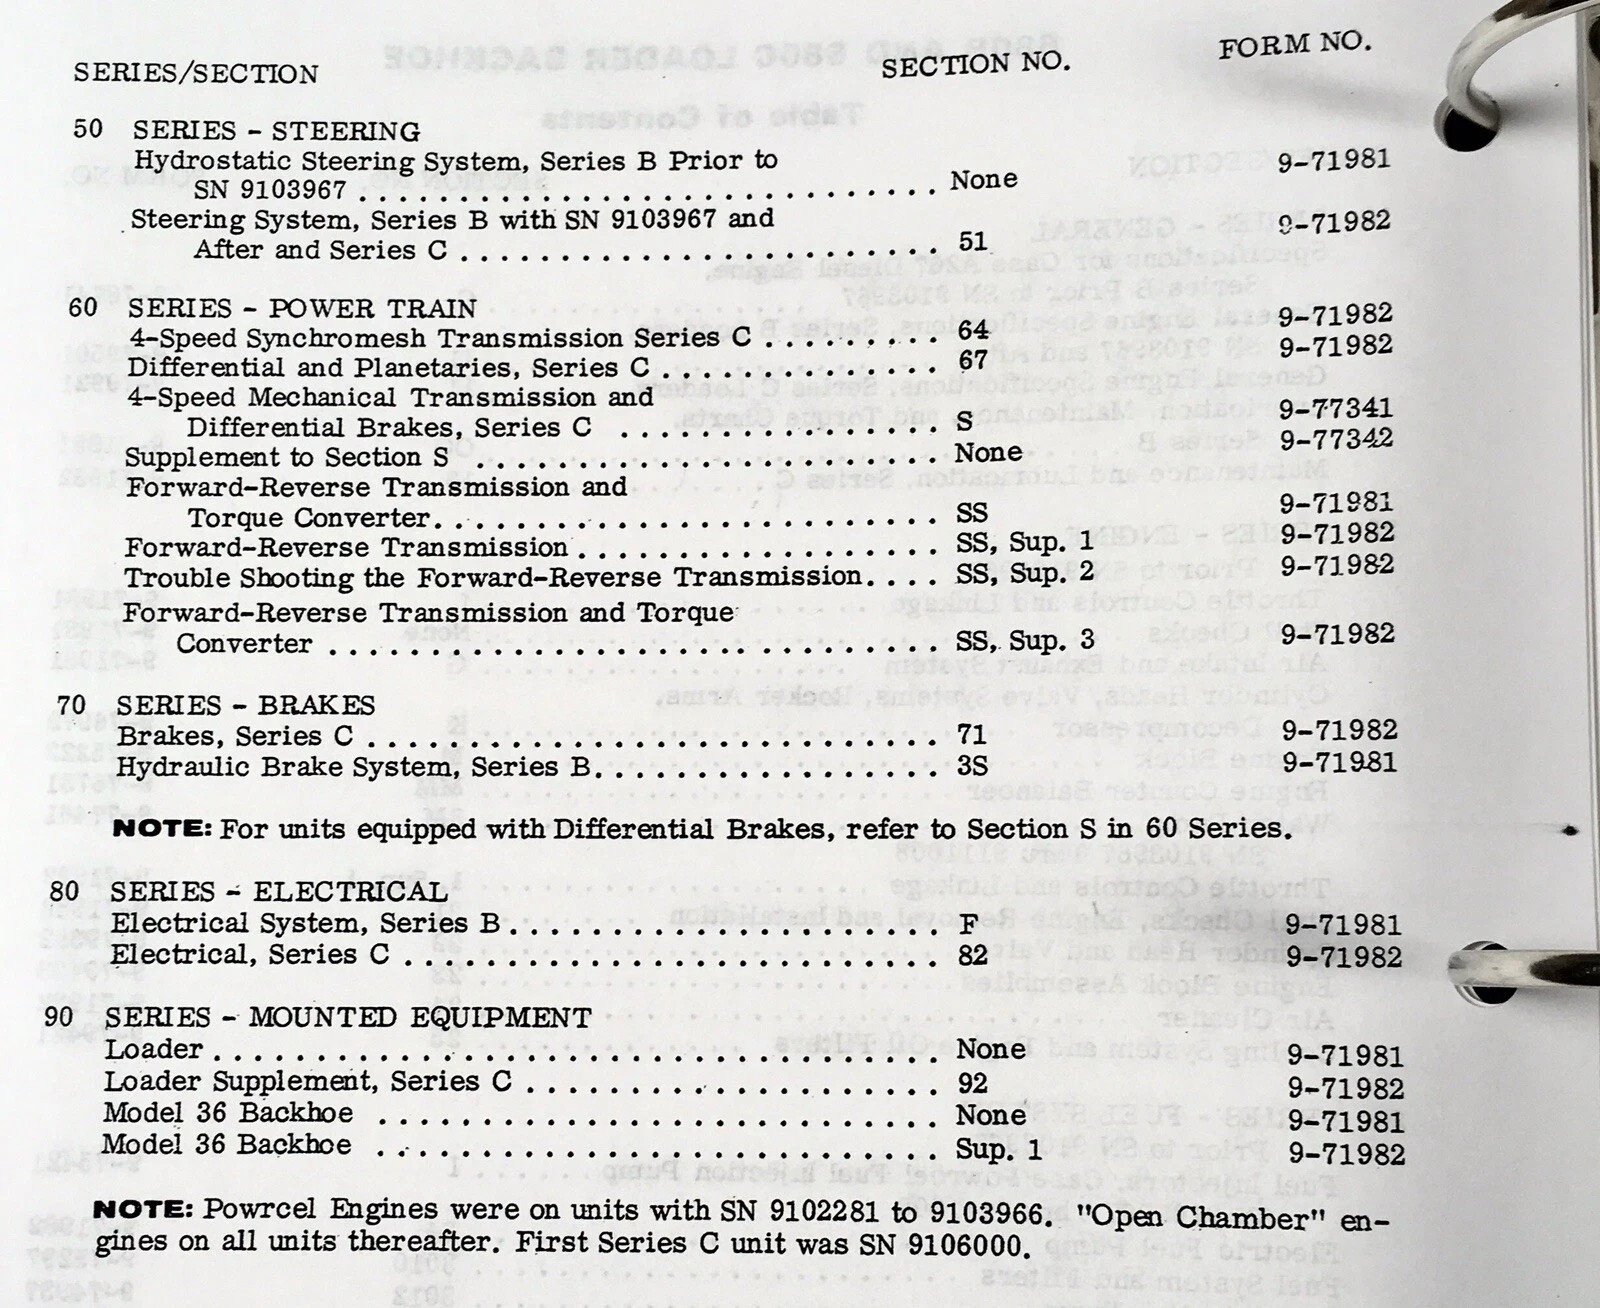 SERIES/SECTION SECTION NO. FORM NO.
50 SERIES - STEERING
Hydrostatic Steering System, Series B Prior to
SN 9103967 . . . . . . . . . . . . . . . . . . . . . . . . . . . . . None 9-71981
Steering System, Series B with SN 9103967 and
After and Series C . . . . . . . . . . . . . . . . . . . . . . . . 51 9-71982
60 SERIES - POWER TRAIN
4-Speed Synchromesh Transmission Series C . . . . . . . . . 64 9-71982
Differential and Planetaries, Series C . . . . . . . . . . . . . . 67 9-71982
4-Speed Mechanical Transmission and
Differential Brakes, Series C . . . . . . . . . . . . . . . . S 9-77341
Supplement to Section S . . . . . . . . . . . . . . . . . . . . . . . None 9-77342
Forward-Reverse Transmission and
Torque Converter. . . . . . . . . . . . . . . . . . . . . . . . . SS 9-71981
Forward-Reverse Transmission . . . . . . . . . . . . . . . . . . SS, Sup. 1 9-71982
Trouble Shooting the Forward-Reverse Transmission. . . . SS, Sup. 2 9-71982
Forward-Reverse Transmission and Torque
Converter . . . . . . . . . . . . . . . . . . . . . . . . . . . . . . SS, Sup. 3 9-71982
70 SERIES - BRAKES
Brakes, Series C . . . . . . . . . . . . . . . . . . . . . . . . . . . . 71 9-71982
Hydraulic Brake System, Series B. . . . . . . . . . . . . . . . . 3S 9-71981
NOTE: For units equipped with Differential Brakes, refer to Section S in 60 Series.
80 SERIES - ELECTRICAL
Electrical System, Series B . . . . . . . . . . . . . . . . . . . . . F 9-71981
Electrical, Series C . . . . . . . . . . . . . . . . . . . . . . . . . . 82 9-71982
90 SERIES - MOUNTED EQUIPMENT
Loader . . . . . . . . . . . . . . . . . . . . . . . . . . . . . . . . . . . None 9-71981
Loader Supplement, Series C . . . . . . . . . . . . . . . . . . . . 92 9-71982
Model 36 Backhoe . . . . . . . . . . . . . . . . . . . . . . . . . . . None 9-71981
Model 36 Backhoe . . . . . . . . . . . . . . . . . . . . . . . . . . . Sup. 1 9-71982
NOTE: Powrcel Engines were on units with SN 9102281 to 9103966. "Open Chamber" en-
gines on all units thereafter. First Series C unit was SN 9106000.